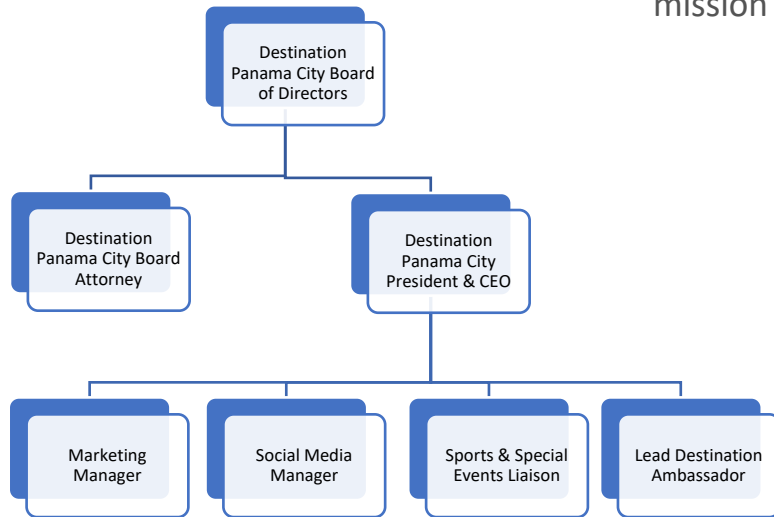 mission
Destination
Panama City Board
of Directors
Destination
Panama City Board
Attorney
Destination
Panama City
President & CEO
Marketing
Manager
Social Media
Manager
Sports & Special
Events Liaison
Lead Destination
Ambassador